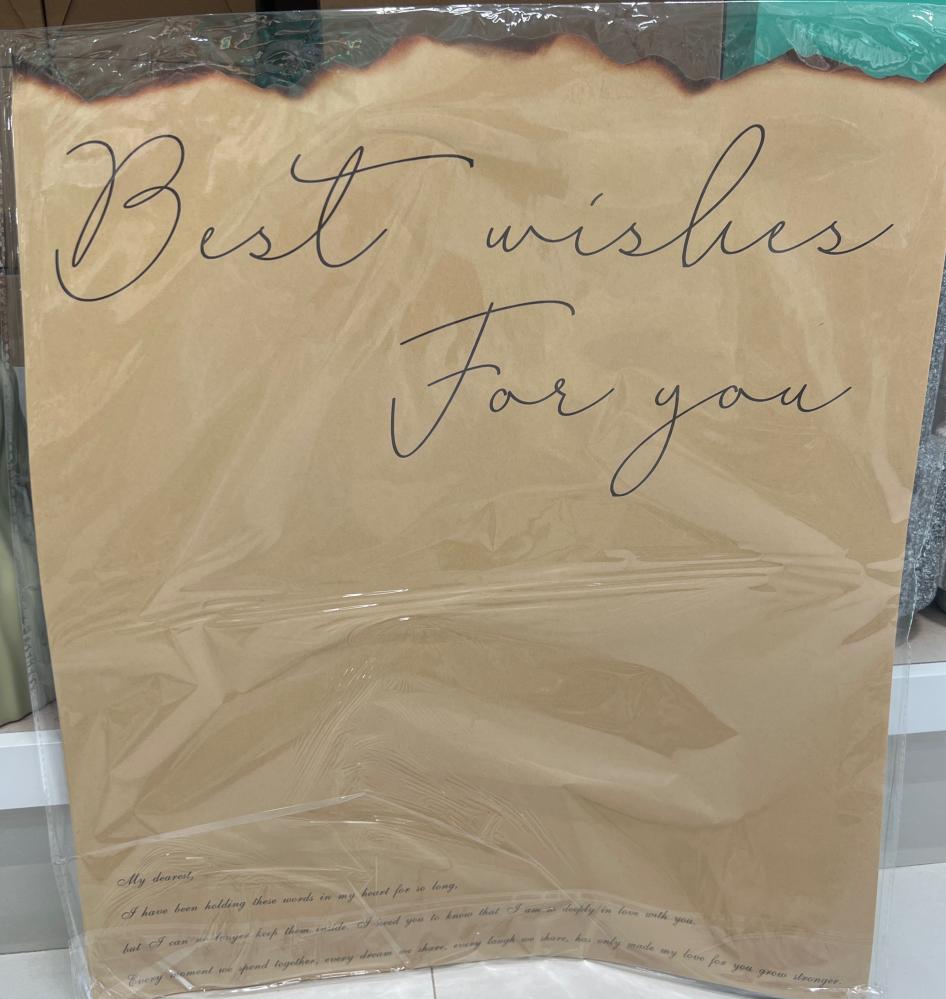 Best wishes
For you
My dearest,
I have been holding these words in my heart for so long,
but I can no longer keep them inside. I need you to know that I am so deeply in love with you.
Every moment we spend together, every dream we share, every laugh we share, has only made my love for you grow stronger.